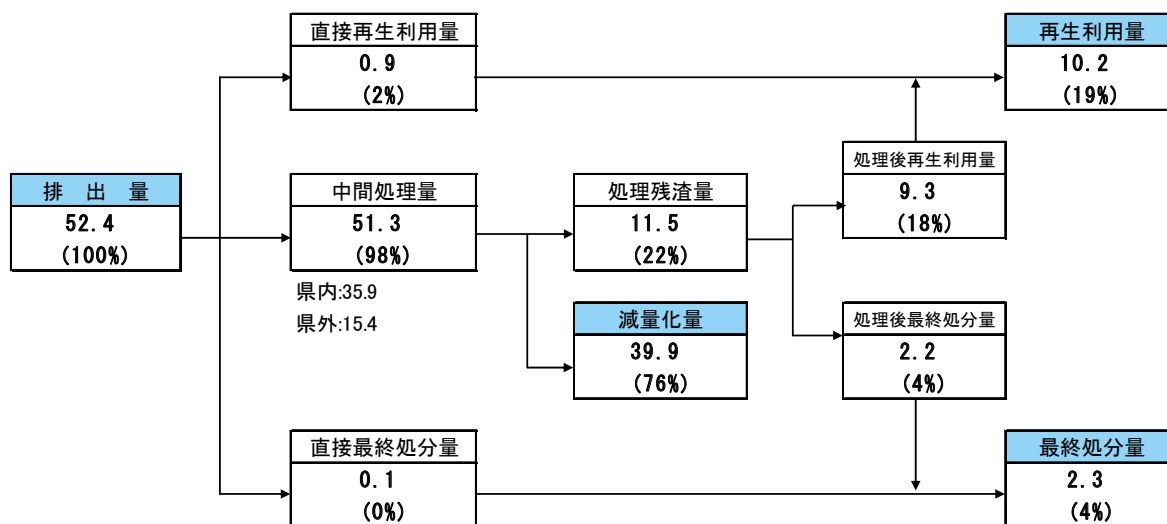 直接再生利用量
0.9
(2%)
再生利用量
10.2
(19%)
処理後再生利用量
9.3
(18%)
排　出　量
52.4
(100%)
中間処理量
51.3
(98%)
県内:35.9
県外:15.4
処理残渣量
11.5
(22%)
減量化量
39.9
(76%)
処理後最終処分量
2.2
(4%)
直接最終処分量
0.1
(0%)
最終処分量
2.3
(4%)